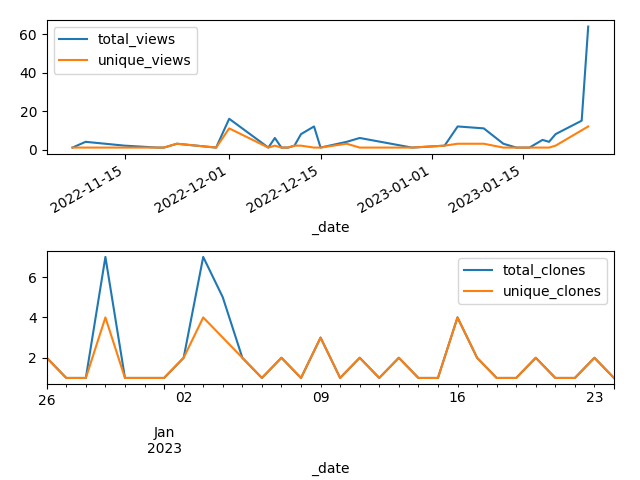 60
40
20
0
total_views
unique_views
2022-11-15
2022-12-01
2022-12-15
2023-01-01
2023-01-15
_date
6
4
2
total_clones
unique_clones
26
02
09
16
23
Jan
2023
_date